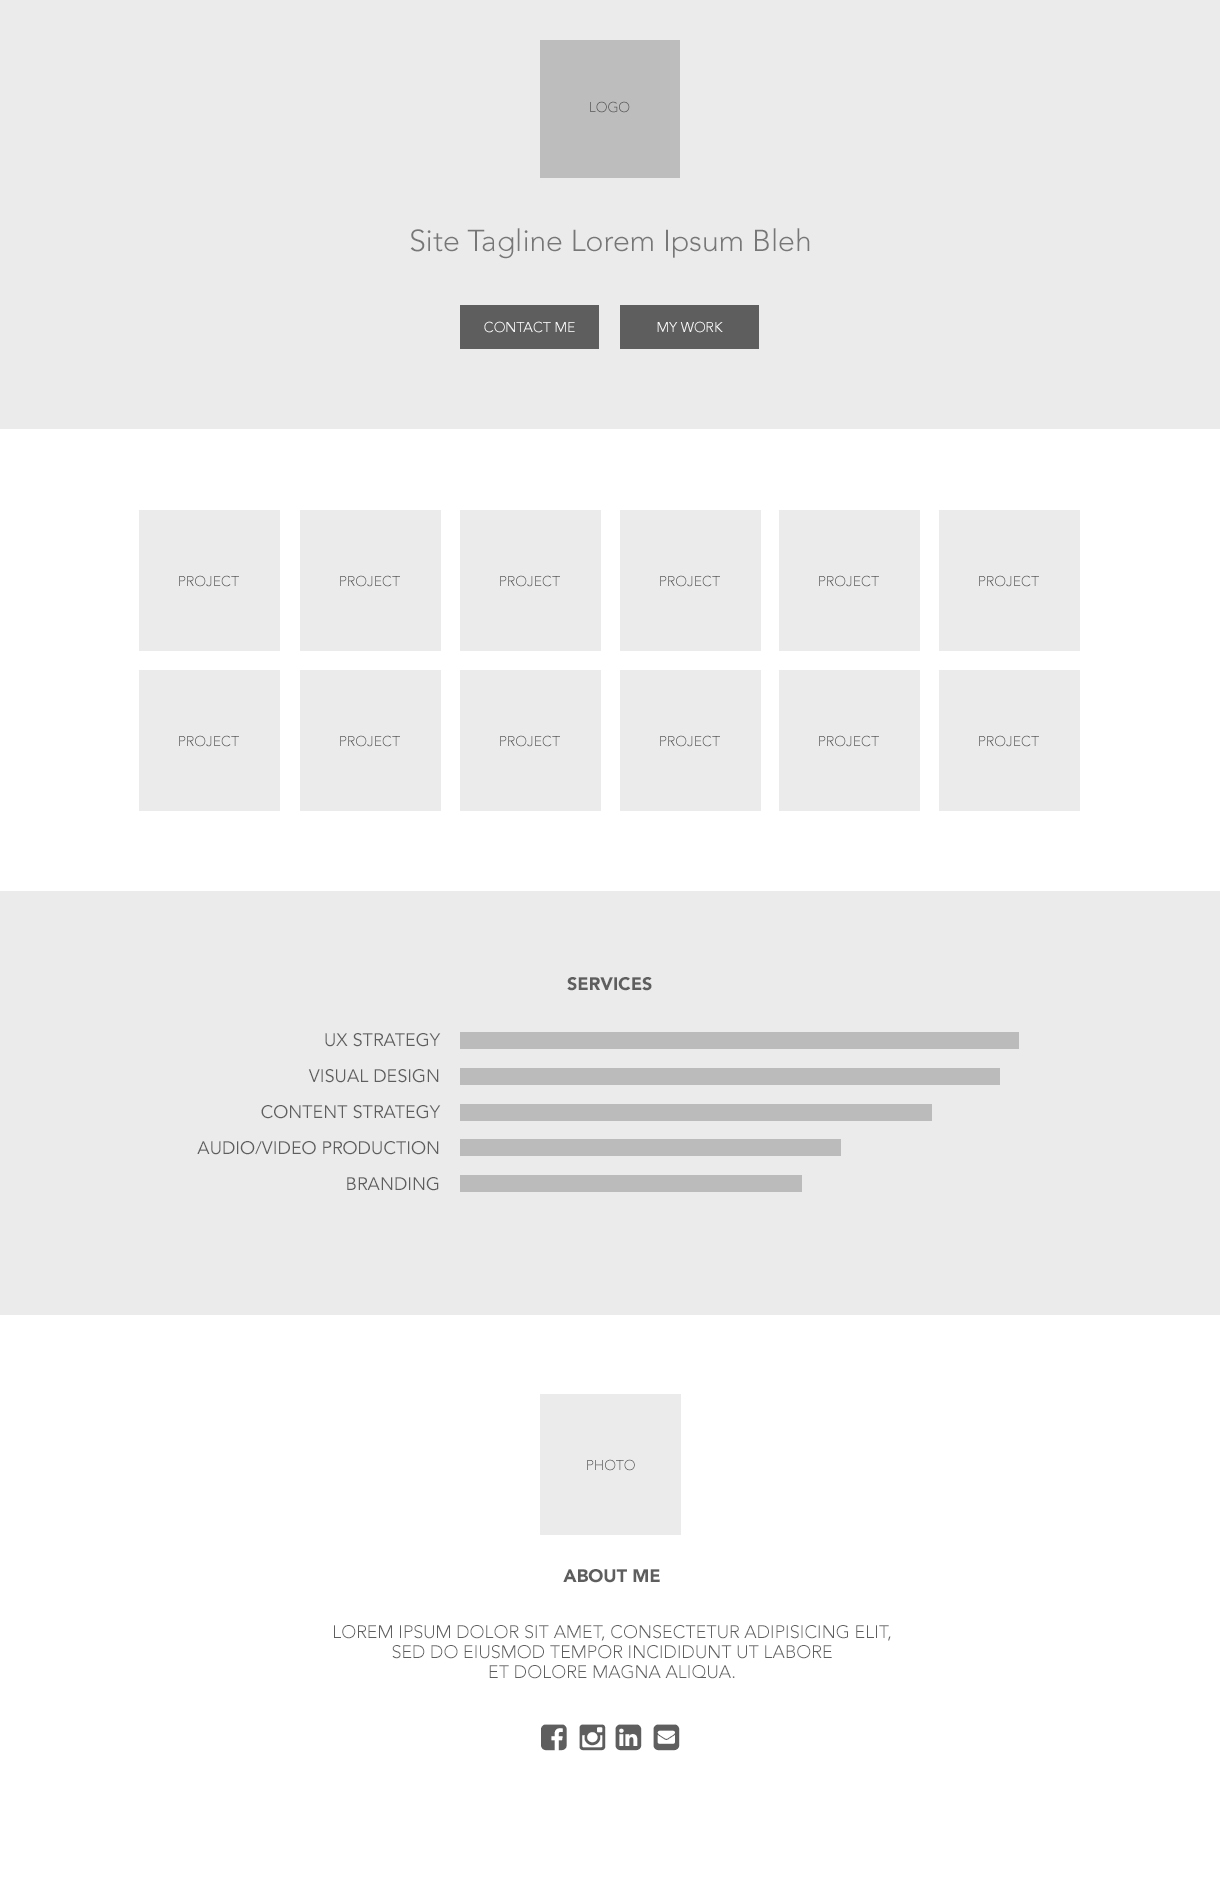 LOGO
Site Tagline Lorem Ipsum Bleh
CONTACT ME MY WORK
PROJECT PROJECT PROJECT PROJECT PROJECT PROJECT
PROJECT PROJECT PROJECT PROJECT PROJECT PROJECT
SERVICES
UX STRATEGY
VISUAL DESIGN
CONTENT STRATEGY
AUDIO/VIDEO PRODUCTION
BRANDING
PHOTO
ABOUT ME
LOREM IPSUM DOLOR SIT AMET, CONSECTETUR ADIPISICING ELIT,
SED DO EIUSMOD TEMPOR INCIDIDUNT UT LABORE
ET DOLORE MAGNA ALIQUA.